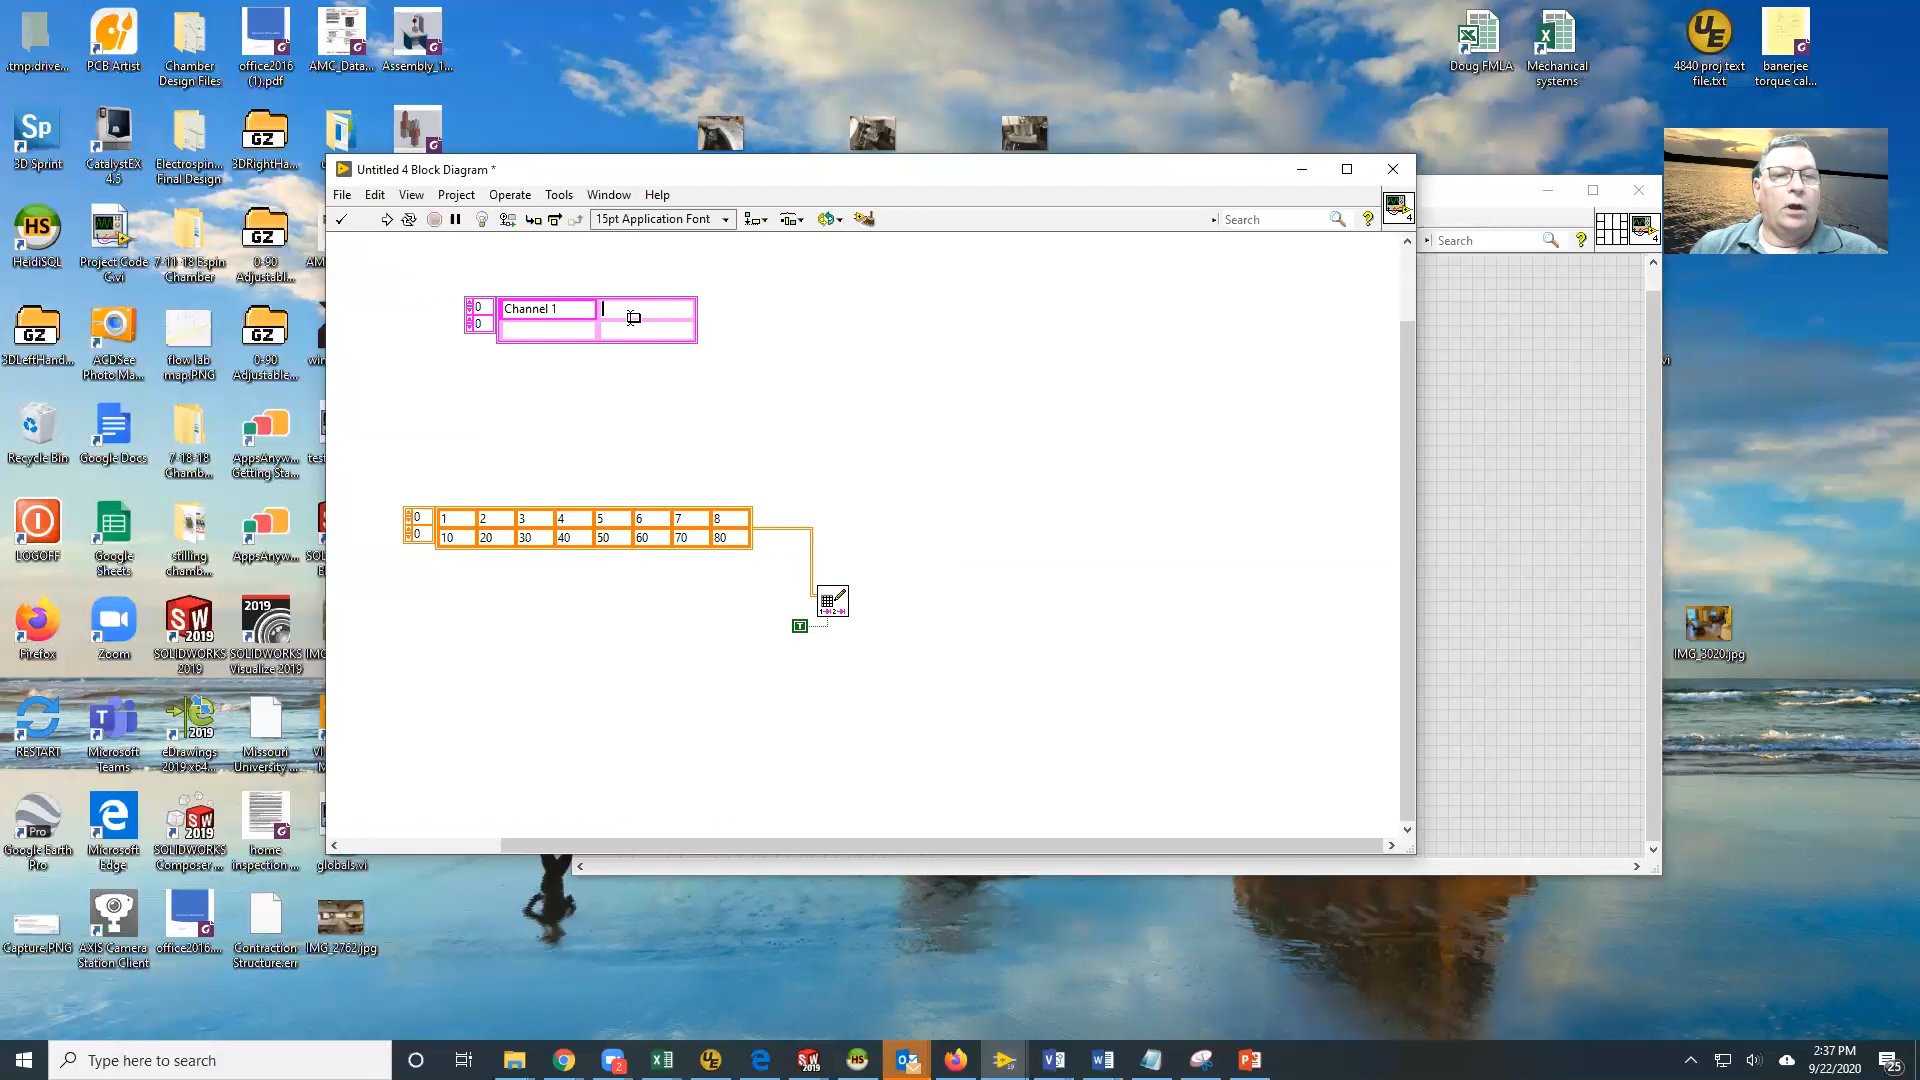 .tmp.drive...
PCB Artist
Chamber Design Files
office2016 (1).pdf
AMC_Data...
Assembly_1...
Doug FMLA
Mechanical systems
4840 proj text file.txt
banerjee torque cal...
3D Sprint
CatalystEX 4.5
Electrospin... Final Design
3DRightHa...
HeidiSQL
Project Code C.vi
7-11-18 Espin Chamber
0-90 Adjustabl...
3DLeftHand...
ACDSee Photo Ma...
flow lab map.PNG
0-90 Adjustable...
Recycle Bin
Google Docs
7-18-18 Chamb...
AppsAnyw... Getting Sta...
LOGOFF
Google Sheets
stilling chamb...
AppsAnyw...
Firefox
Zoom
SOLIDWORKS 2019
SOLIDWORKS Visualize 2019
RESTART
Microsoft Teams
eDrawings 2019 x64...
Missouri University...
Google Earth Pro
Microsoft Edge
SOLIDWORKS Composer...
home inspection...
globals.vi
Capture.PNG
AXIS Camera Station Client
office2016....
Contraction Structure.err
IMG_2762.jpg
IMG_3020.jpg
Untitled 4 Block Diagram *
File Edit View Project Operate Tools Window Help
15pt Application Font
Search
Search
0 Channel 1
0
0 1 2 3 4 5 6 7 8
0 10 20 30 40 50 60 70 80
T
Type here to search
2:37 PM
9/22/2020
25